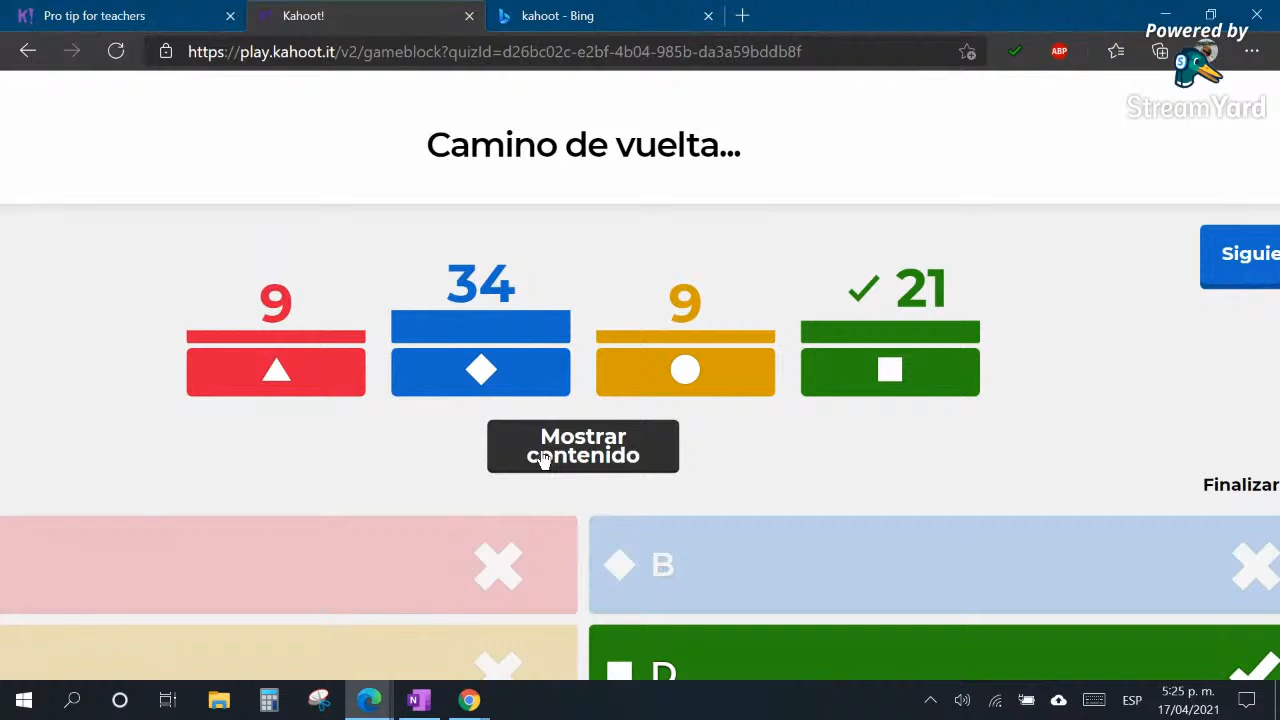 Pro tip for teachers
Kahoot!
kahoot - Bing
https://play.kahoot.it/v2/gameblock?quizId=d26bc02c-e2bf-4b04-985b-da3a59bddb8f
ABP
Powered by
StreamYard
Camino de vuelta...
Siguie
9
34
9
21
Mostrar
contenido
Finalizar
B
D
ESP
5:25 p. m.
17/04/2021